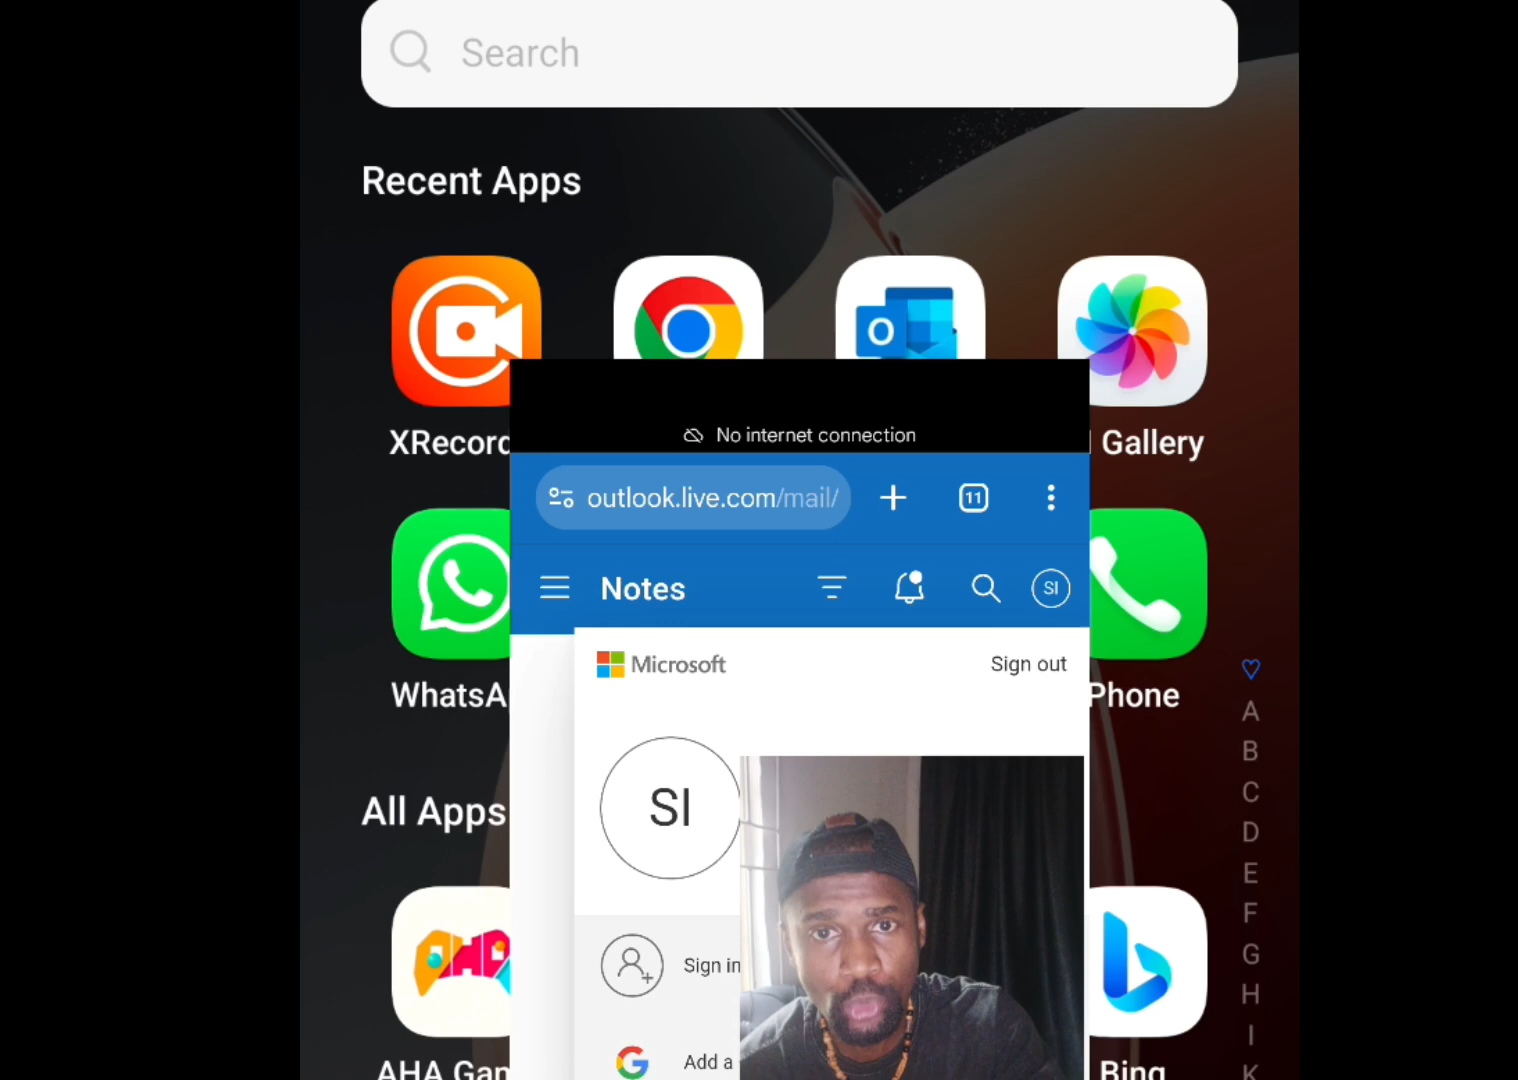 Search
Recent Apps
XRecord
Gallery
No internet connection
outlook.live.com/mail/
11
Notes
SI
Microsoft
Sign out
WhatsA
Phone
SI
All Apps
Sign in
Add a
AHA Gam
Bing
A
B
C
D
E
F
G
H
I
K